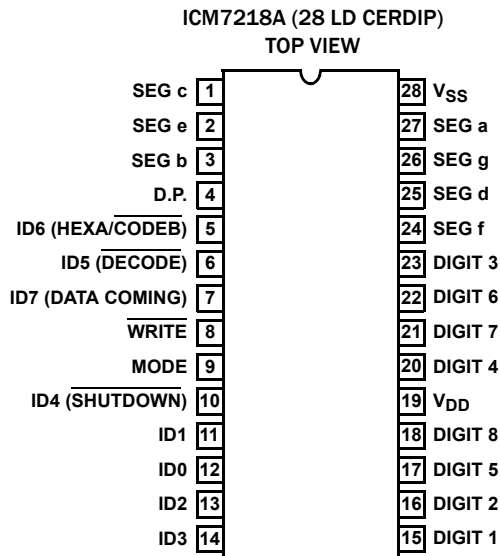 ICM7218A (28 LD CERDIP)
TOP VIEW
SEG c 1 28 VSS
SEG e 2 27 SEG a
SEG b 3 26 SEG g
D.P. 4 25 SEG d
ID6 (HEXA/CODEB) 5 24 SEG f
ID5 (DECODE) 6 23 DIGIT 3
ID7 (DATA COMING) 7 22 DIGIT 6
WRITE 8 21 DIGIT 7
MODE 9 20 DIGIT 4
ID4 (SHUTDOWN) 10 19 VDD
ID1 11 18 DIGIT 8
ID0 12 17 DIGIT 5
ID2 13 16 DIGIT 2
ID3 14 15 DIGIT 1